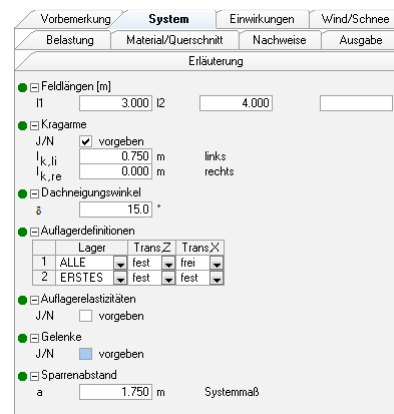 Vorbemerkung System Einwirkungen Wind/Schnee
Belastung Material/Querschnitt Nachweise Ausgabe
Erläuterung
Feldlängen [m]
l1 3.000 l2 4.000
Kragarme
J/N vorgeben
l k,li 0.750 m links
l k,re 0.000 m rechts
Dachneigungswinkel
δ 15.0 °
Auflagerdefinitionen
Lager Trans,Z Trans,X
1 ALLE fest frei
2 ERSTES fest fest
Auflagerelastizitäten
J/N vorgeben
Gelenke
J/N vorgeben
Sparrenabstand
a 1.750 m Systemmaß